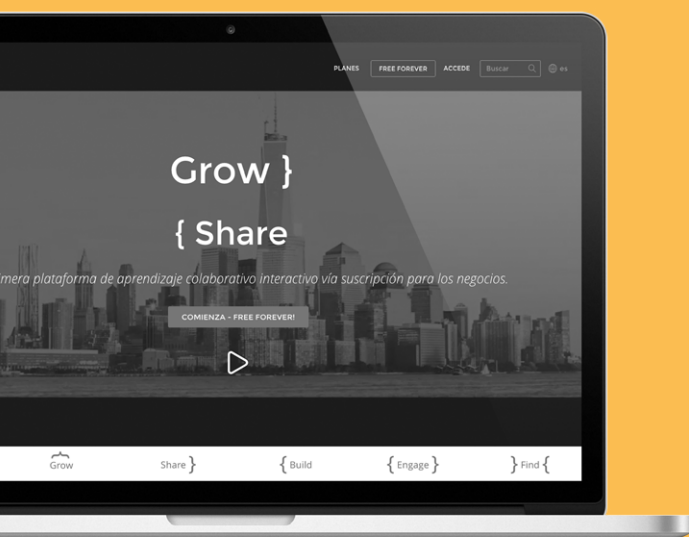 PLANES FREE FOREVER ACCEDE Buscar es
Grow }
{ Share
plataforma de aprendizaje colaborativo interactivo vía suscripción para los negocios.
COMIENZA - FREE FOREVER!
Grow Share } { Build { Engage } } Find {